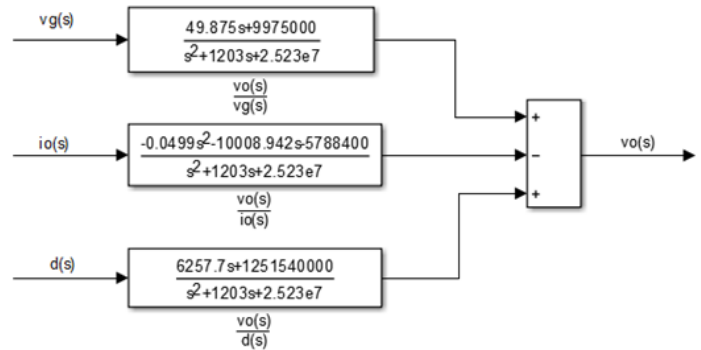 vg(s)
49.875s+9975000
s²+1203s+2.523e7
vo(s)
vg(s)
+
io(s)
-0.0499s²-10008.942s-5788400
s²+1203s+2.523e7
−
vo(s)
vo(s)
io(s)
+
d(s)
6257.7s+1251540000
s²+1203s+2.523e7
vo(s)
d(s)